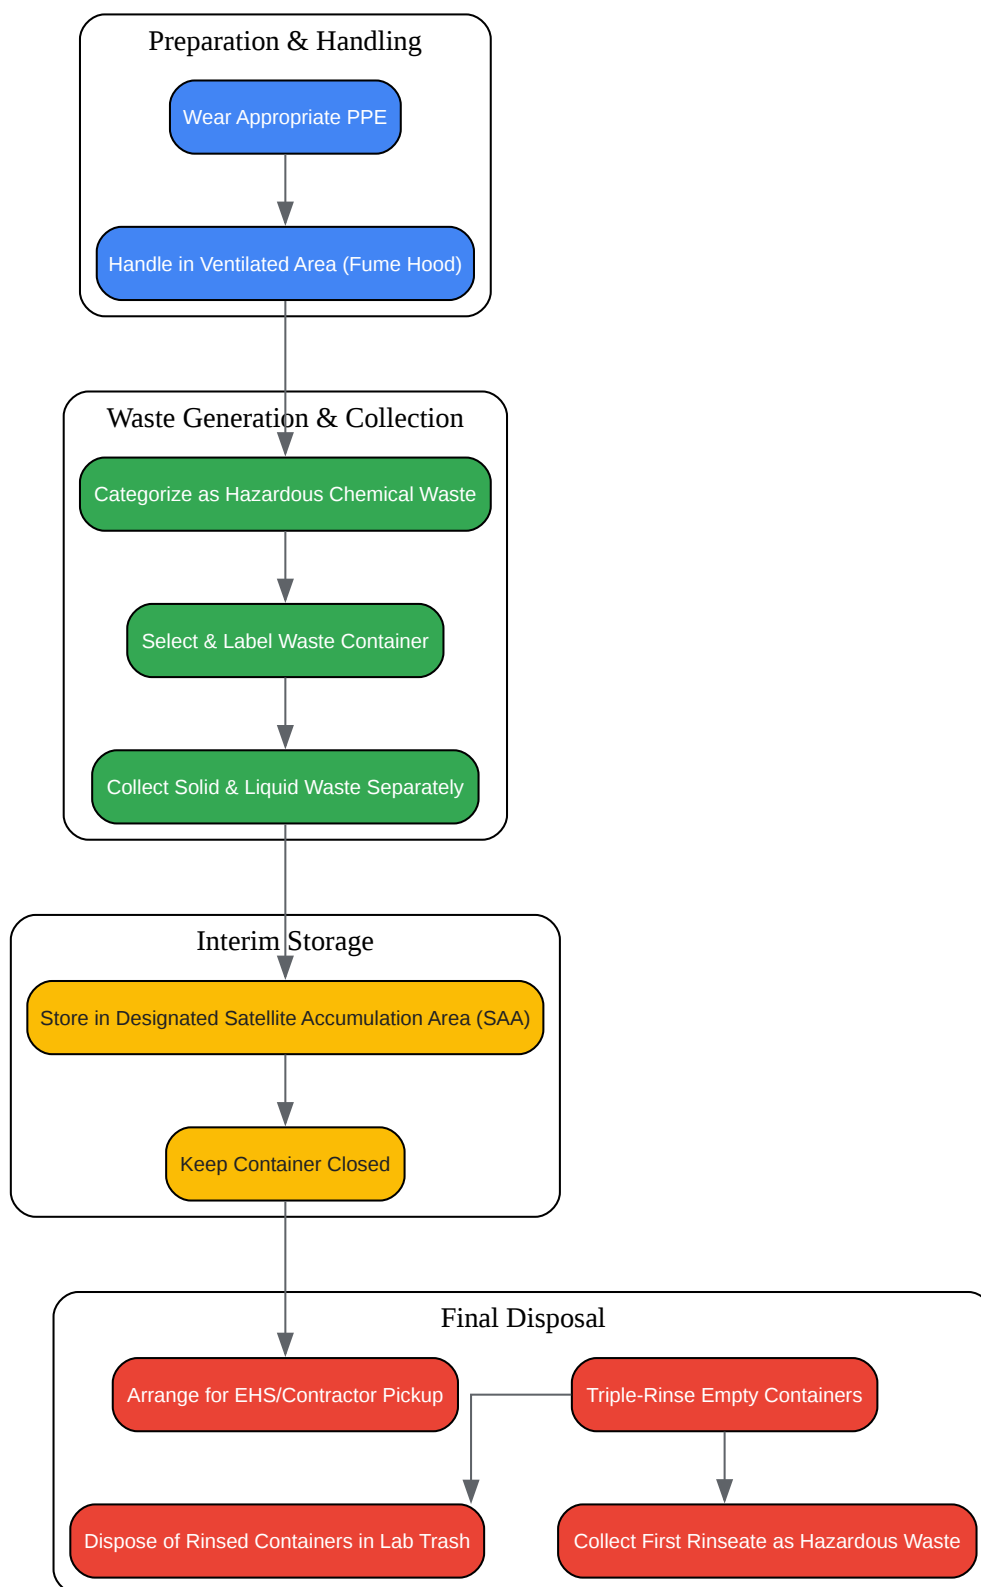 Preparation & Handling
Wear Appropriate PPE
Handle in Ventilated Area (Fume Hood)
Waste Generation & Collection
Categorize as Hazardous Chemical Waste
Select & Label Waste Container
Collect Solid & Liquid Waste Separately
Interim Storage
Store in Designated Satellite Accumulation Area (SAA)
Keep Container Closed
Final Disposal
Arrange for EHS/Contractor Pickup
Triple-Rinse Empty Containers
Dispose of Rinsed Containers in Lab Trash
Collect First Rinseate as Hazardous Waste